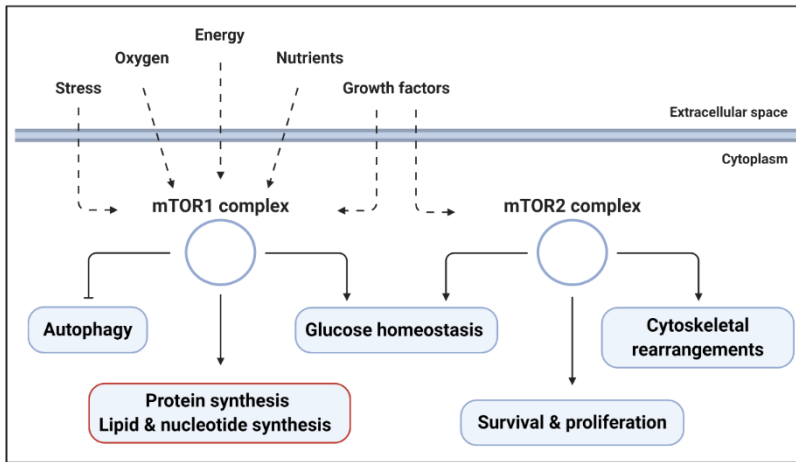 Energy
Oxygen
Nutrients
Stress
Growth factors
Extracellular space
Cytoplasm
mTOR1 complex
mTOR2 complex
Autophagy
Glucose homeostasis
Cytoskeletal
rearrangements
Protein synthesis
Lipid & nucleotide synthesis
Survival & proliferation